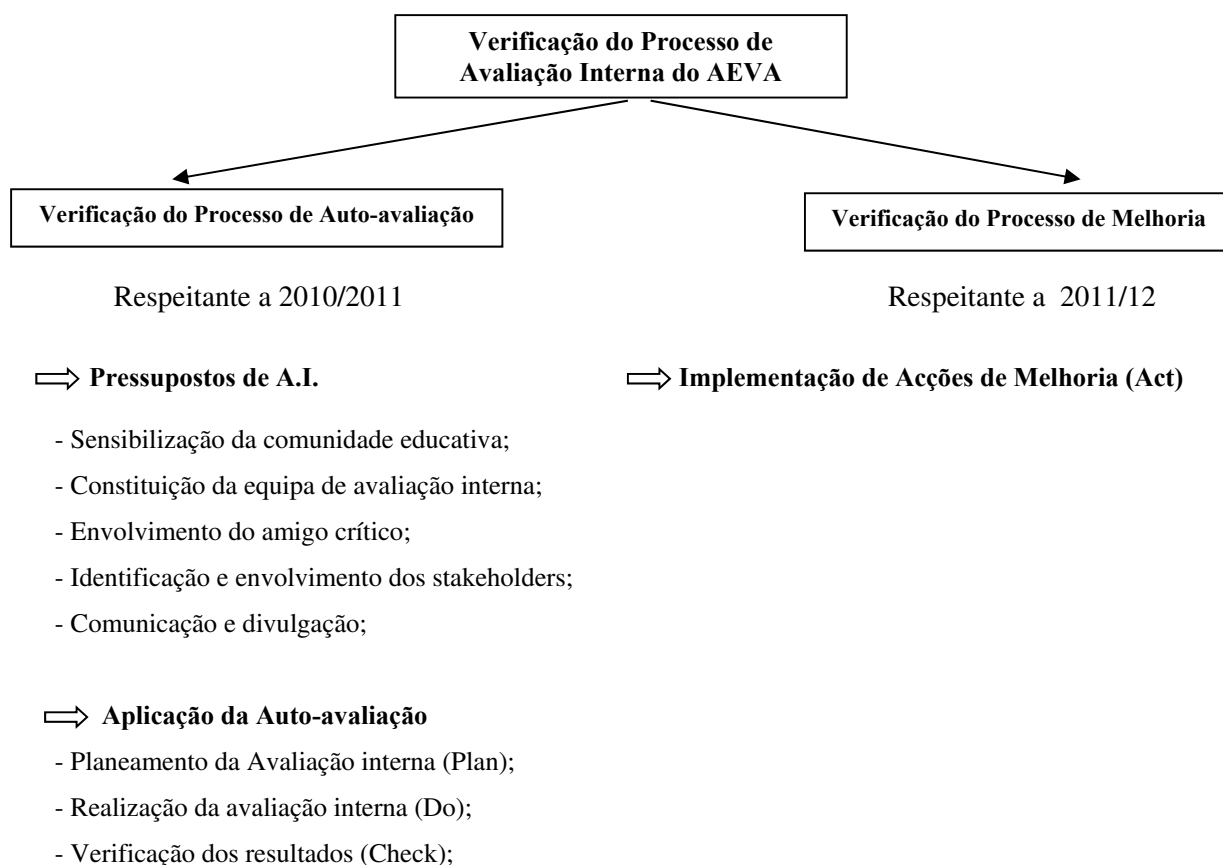 Verificação do Processo de
Avaliação Interna do AEVA
Verificação do Processo de Auto-avaliação
Verificação do Processo de Melhoria
Respeitante a 2010/2011
Respeitante a 2011/12
Pressupostos de A.I.
Implementação de Acções de Melhoria (Act)
- Sensibilização da comunidade educativa;
- Constituição da equipa de avaliação interna;
- Envolvimento do amigo crítico;
- Identificação e envolvimento dos stakeholders;
- Comunicação e divulgação;
Aplicação da Auto-avaliação
- Planeamento da Avaliação interna (Plan);
- Realização da avaliação interna (Do);
- Verificação dos resultados (Check);